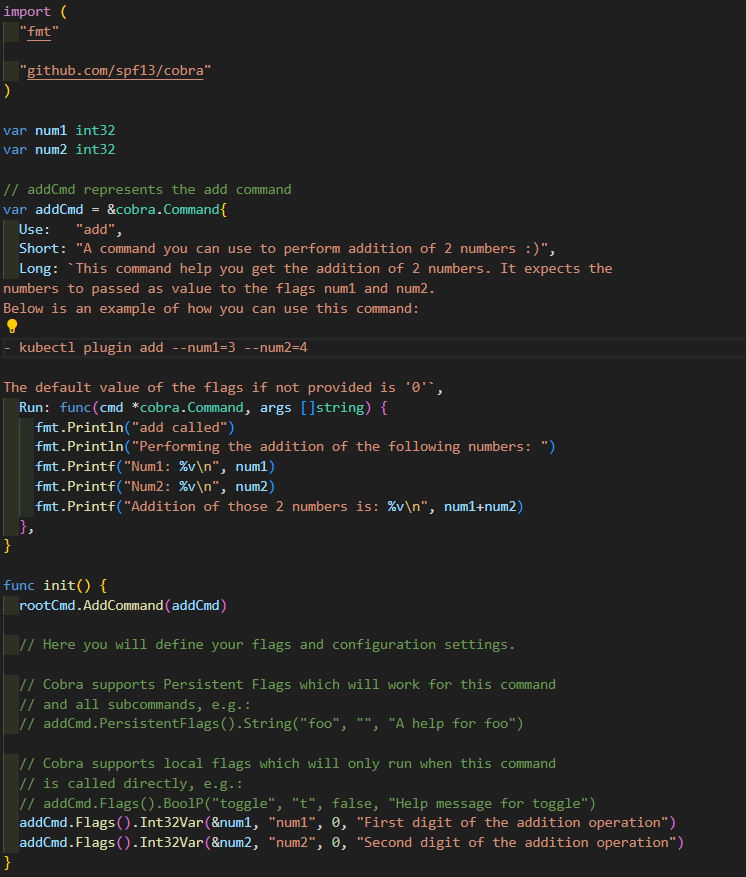 import (
  "fmt"

  "github.com/spf13/cobra"
)

var num1 int32
var num2 int32

// addCmd represents the add command
var addCmd = &cobra.Command{
  Use:   "add",
  Short: "A command you can use to perform addition of 2 numbers :)",
  Long: `This command help you get the addition of 2 numbers. It expects the
numbers to passed as value to the flags num1 and num2.
Below is an example of how you can use this command:

- kubectl plugin add --num1=3 --num2=4

The default value of the flags if not provided is '0'`,
  Run: func(cmd *cobra.Command, args []string) {
    fmt.Println("add called")
    fmt.Println("Performing the addition of the following numbers: ")
    fmt.Printf("Num1: %v\n", num1)
    fmt.Printf("Num2: %v\n", num2)
    fmt.Printf("Addition of those 2 numbers is: %v\n", num1+num2)
  },
}

func init() {
  rootCmd.AddCommand(addCmd)

  // Here you will define your flags and configuration settings.

  // Cobra supports Persistent Flags which will work for this command
  // and all subcommands, e.g.:
  // addCmd.PersistentFlags().String("foo", "", "A help for foo")

  // Cobra supports local flags which will only run when this command
  // is called directly, e.g.:
  // addCmd.Flags().BoolP("toggle", "t", false, "Help message for toggle")
  addCmd.Flags().Int32Var(&num1, "num1", 0, "First digit of the addition operation")
  addCmd.Flags().Int32Var(&num2, "num2", 0, "Second digit of the addition operation")
}